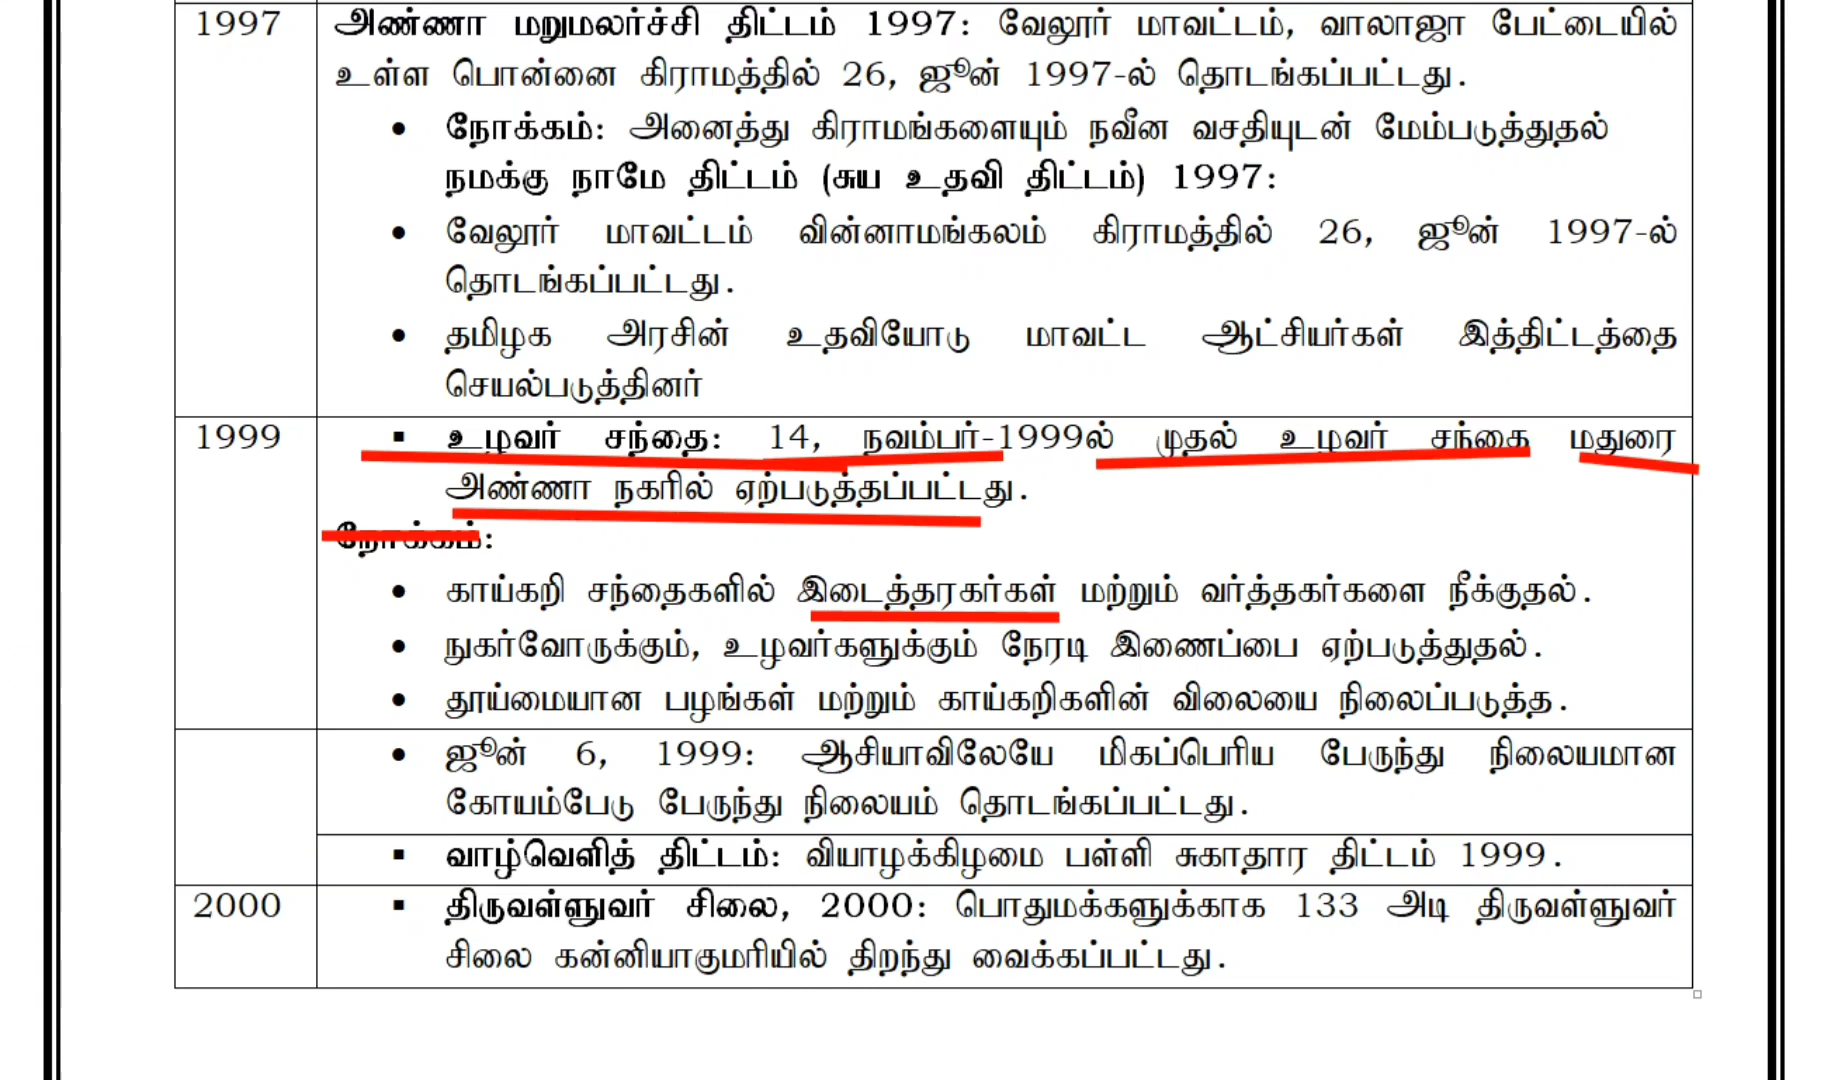 1997 அண்ணா மறுமலர்ச்சி திட்டம் 1997: வேலூர் மாவட்டம், வாலாஜா பேட்டையில்
உள்ள பொன்னை கிராமத்தில் 26, ஜூன் 1997-ல் தொடங்கப்பட்டது.
• நோக்கம்: அனைத்து கிராமங்களையும் நவீன வசதியுடன் மேம்படுத்துதல்
நமக்கு நாமே திட்டம் (சுய உதவி திட்டம்) 1997:
• வேலூர் மாவட்டம் வின்னாமங்கலம் கிராமத்தில் 26, ஜூன் 1997-ல்
தொடங்கப்பட்டது.
• தமிழக அரசின் உதவியோடு மாவட்ட ஆட்சியர்கள் இத்திட்டத்தை
செயல்படுத்தினர்
1999 ▪ உழவர் சந்தை: 14, நவம்பர்-1999ல் முதல் உழவர் சந்தை மதுரை
அண்ணா நகரில் ஏற்படுத்தப்பட்டது.
நோக்கம்:
• காய்கறி சந்தைகளில் இடைத்தரகர்கள் மற்றும் வர்த்தகர்களை நீக்குதல்.
• நுகர்வோருக்கும், உழவர்களுக்கும் நேரடி இணைப்பை ஏற்படுத்துதல்.
• தூய்மையான பழங்கள் மற்றும் காய்கறிகளின் விலையை நிலைப்படுத்த.
• ஜூன் 6, 1999: ஆசியாவிலேயே மிகப்பெரிய பேருந்து நிலையமான
கோயம்பேடு பேருந்து நிலையம் தொடங்கப்பட்டது.
▪ வாழ்வெளித் திட்டம்: வியாழக்கிழமை பள்ளி சுகாதார திட்டம் 1999.
2000 ▪ திருவள்ளுவர் சிலை, 2000: பொதுமக்களுக்காக 133 அடி திருவள்ளுவர்
சிலை கன்னியாகுமரியில் திறந்து வைக்கப்பட்டது.